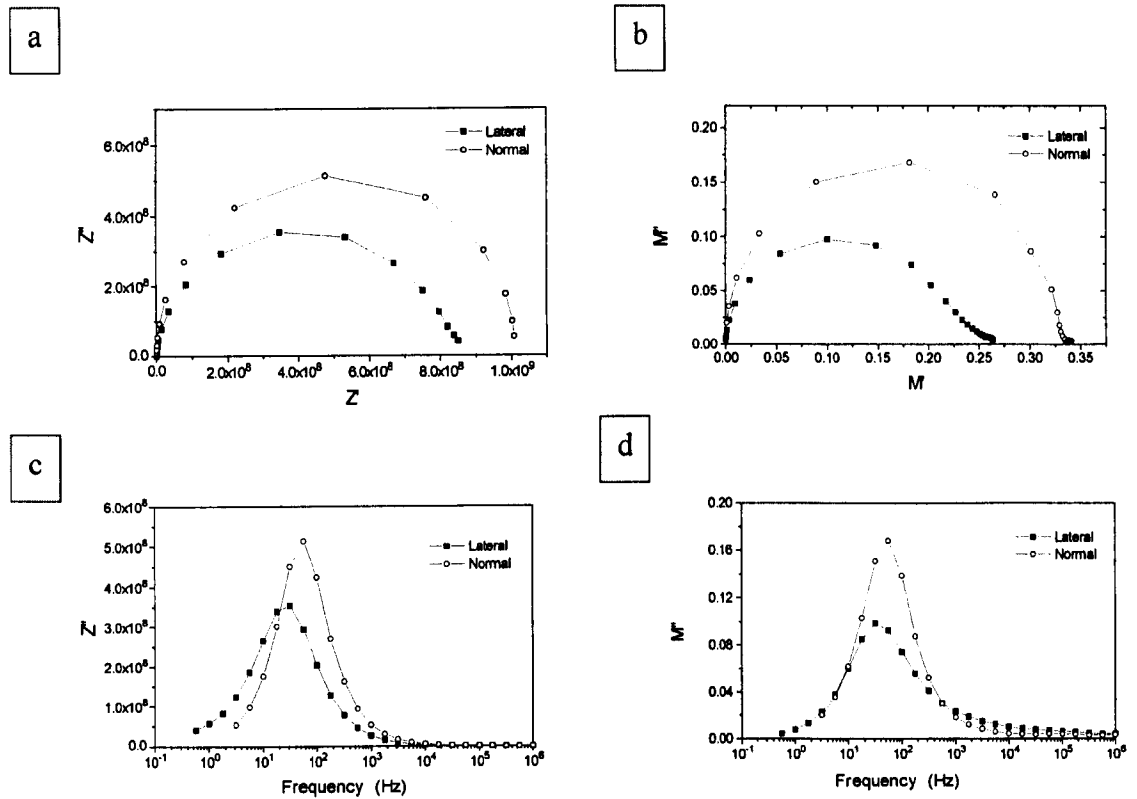 a
6.0x10⁸
4.0x10⁸
2.0x10⁸
0.0
Z"
Lateral
Normal
0.0 2.0x10⁸ 4.0x10⁸ 6.0x10⁸ 8.0x10⁸ 1.0x10⁹
Z'
b
0.20
0.15
0.10
0.05
0.00
M"
Lateral
Normal
0.00 0.05 0.10 0.15 0.20 0.25 0.30 0.35
M'
c
6.0x10⁸
5.0x10⁸
4.0x10⁸
3.0x10⁸
2.0x10⁸
1.0x10⁸
0.0
Z"
Lateral
Normal
10⁻¹ 10⁰ 10¹ 10² 10³ 10⁴ 10⁵ 10⁶
Frequency (Hz)
d
0.20
0.16
0.12
0.08
0.04
0.00
M"
Lateral
Normal
10⁻¹ 10⁰ 10¹ 10² 10³ 10⁴ 10⁵ 10⁶
Frequency (Hz)